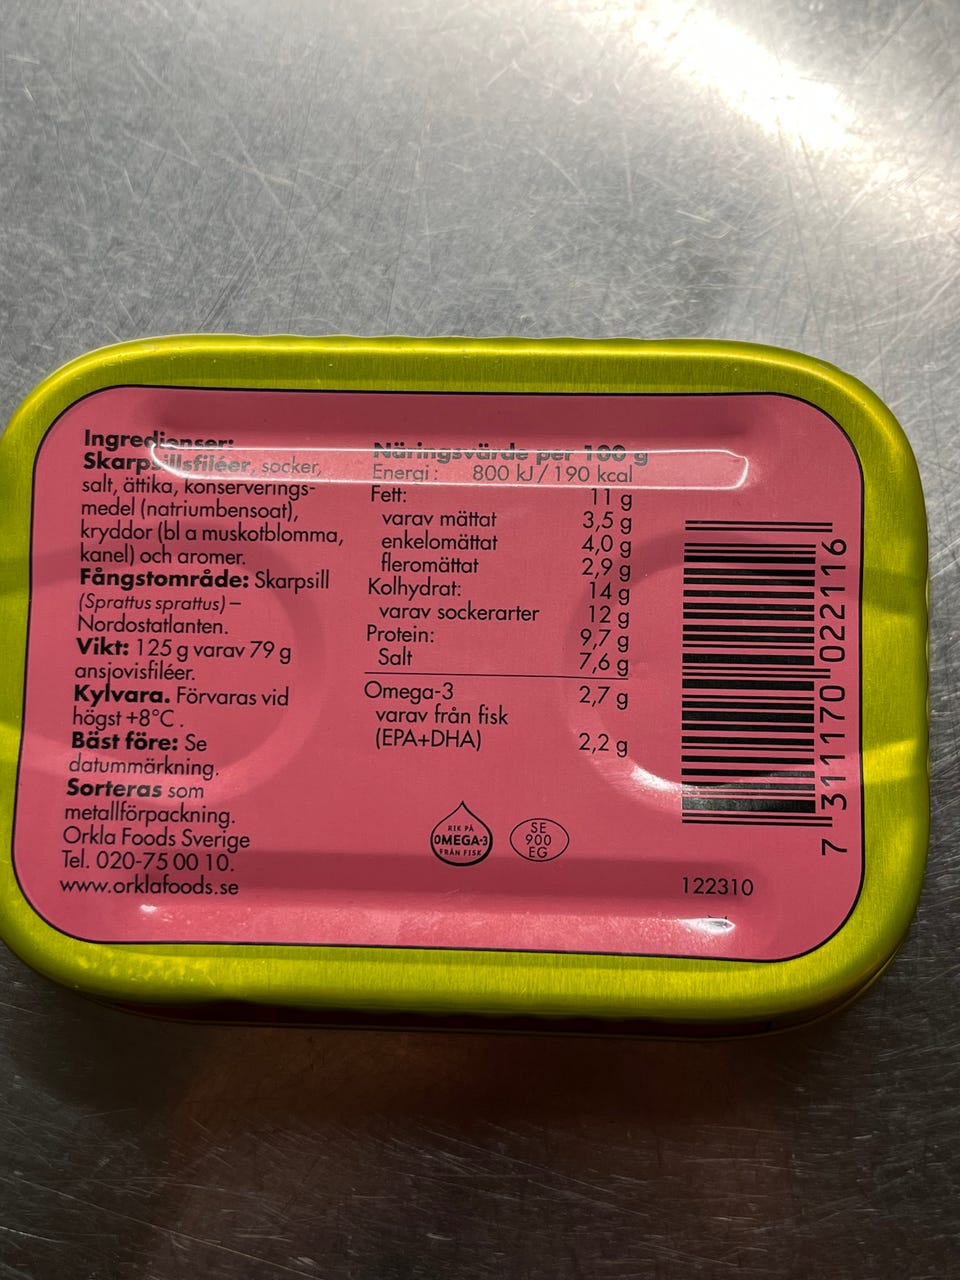 Ingredienser:
Skarpsillsfiléer, socker,
salt, ättika, konserverings-
medel (natriumbensoat),
kryddor (bl a muskotblomma,
kanel) och aromer.
Fångstområde: Skarpsill
(Sprattus sprattus) –
Nordostatlanten.
Vikt: 125 g varav 79 g
ansjovisfiléer.
Kylvara. Förvaras vid
högst +8°C .
Bäst före: Se
datummärkning.
Sorteras som
metallförpackning.
Orkla Foods Sverige
Tel. 020-75 00 10.
www.orklafoods.se
Näringsvärde per 100 g
Energi: 800 kJ/190 kcal
Fett: 11 g
varav mättat 3,5 g
enkelomättat 4,0 g
fleromättat 2,9 g
Kolhydrat: 14 g
varav sockerarter 12 g
Protein: 9,7 g
Salt 7,6 g
Omega-3 2,7 g
varav från fisk
(EPA+DHA) 2,2 g
RIK PÅ
OMEGA-3
FRÅN FISK
SE
900
EG
7 311170 022116
122310